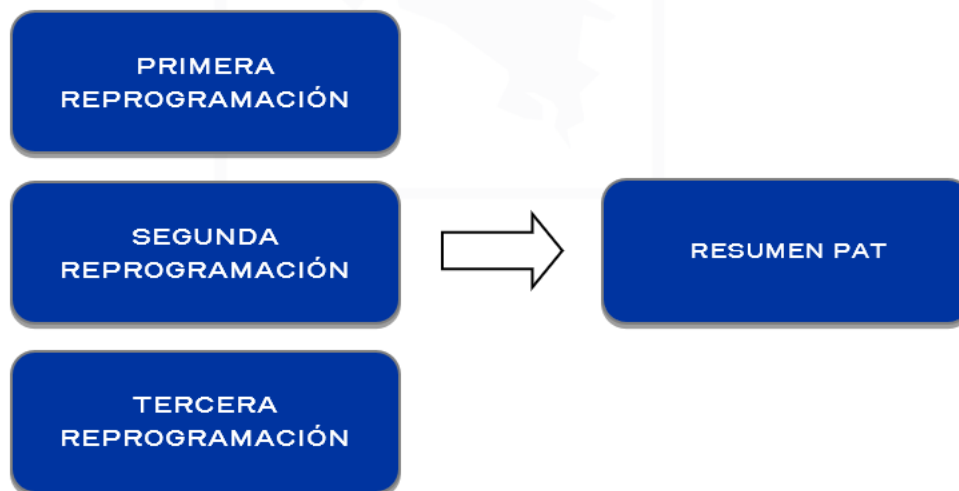 PRIMERA
REPROGRAMACIÓN
SEGUNDA
REPROGRAMACIÓN
RESUMEN PAT
TERCERA
REPROGRAMACIÓN